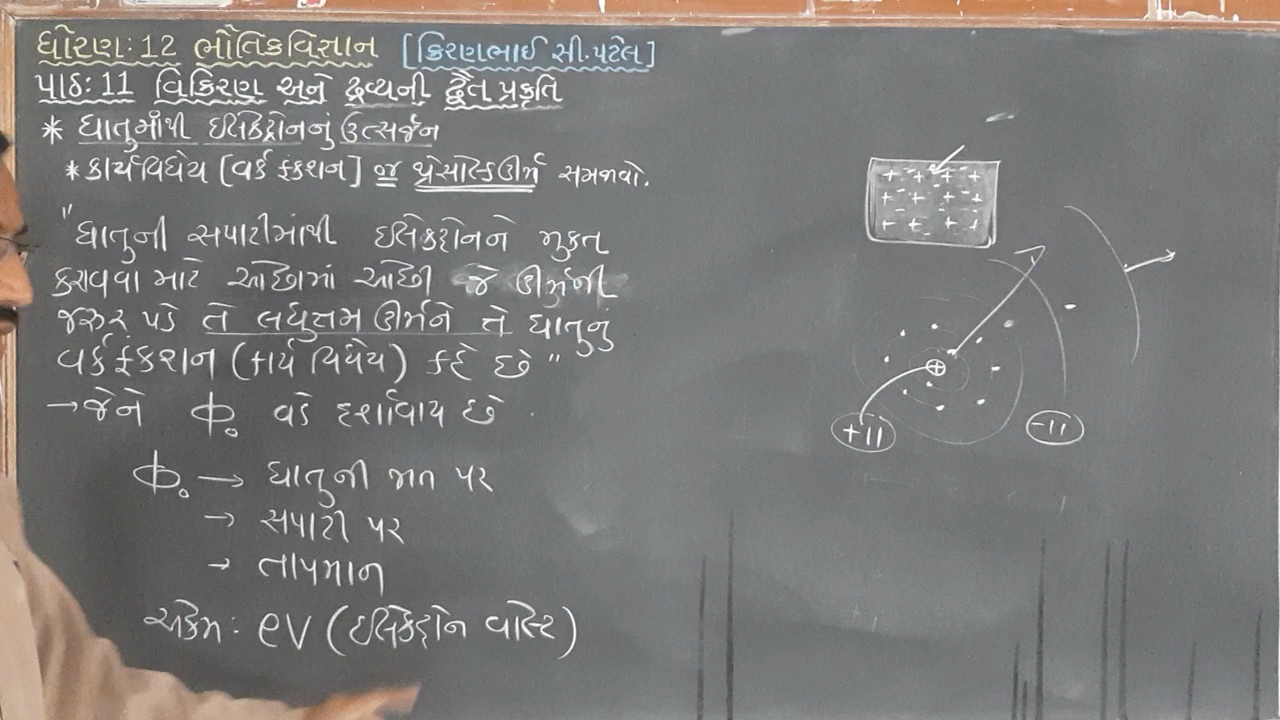 ધોરણ: 12 ભૌતિકવિજ્ઞાન [કિરણભાઈ સી. પટેલ]
પાઠ: 11 વિકિરણ અને દ્રવ્યની દ્વૈત પ્રકૃતિ
* ધાતુમાંથી ઇલેક્ટ્રોનનું ઉત્સર્જન
* કાર્યવિધેય [વર્ક ફંકશન] જ થ્રેસોલ્ડઊર્જા સમજાવો.
"ધાતુની સપાટીમાંથી ઇલેક્ટ્રોનને મુક્ત
કરાવવા માટે ઓછામાં ઓછી જે ઊર્જાની
જરૂર પડે તે લઘુત્તમ ઊર્જાને તે ધાતુનું
વર્ક ફંકશન (કાર્ય વિધેય) કહે છે"
→ જેને ϕ₀ વડે દર્શાવાય છે.
ϕ₀ → ધાતુની જાત પર
→ સપાટી પર
→ તાપમાન
એકમ: eV (ઇલેક્ટ્રોન વોલ્ટ)
+ - + - + - +
+ - + - + - +
- + + - +
+
+11
-11